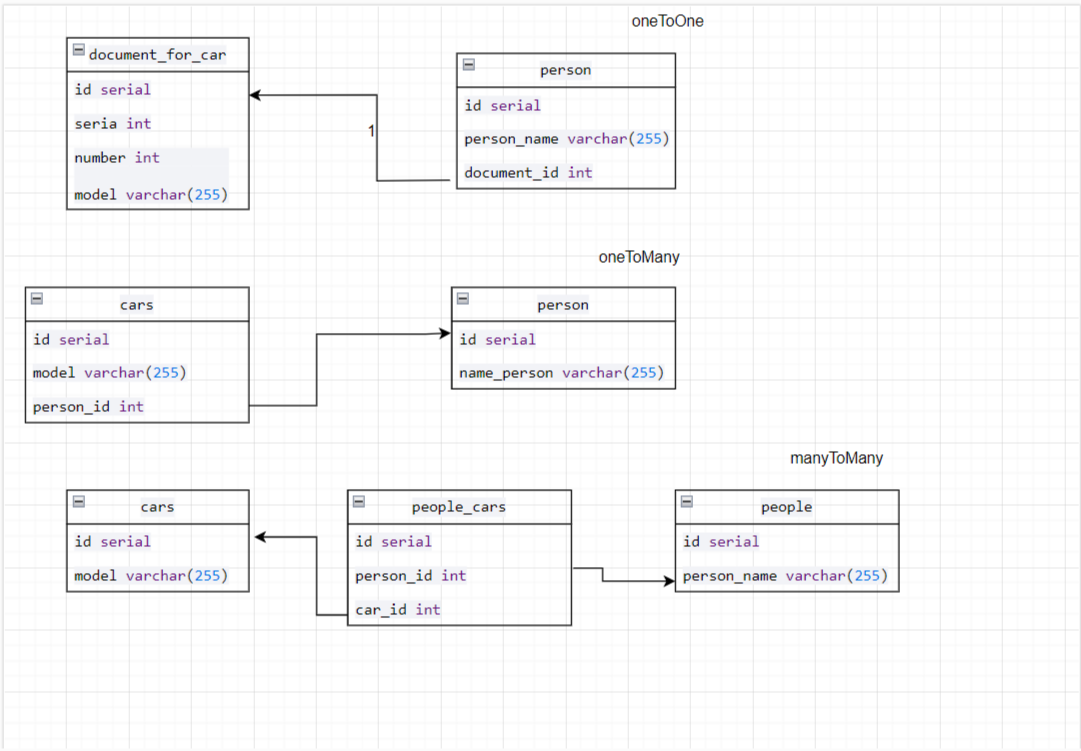 oneToOne
document_for_car
id serial
seria int
number int
model varchar(255)
1
person
id serial
person_name varchar(255)
document_id int
oneToMany
cars
id serial
model varchar(255)
person_id int
person
id serial
name_person varchar(255)
manyToMany
cars
id serial
model varchar(255)
people_cars
id serial
person_id int
car_id int
people
id serial
person_name varchar(255)